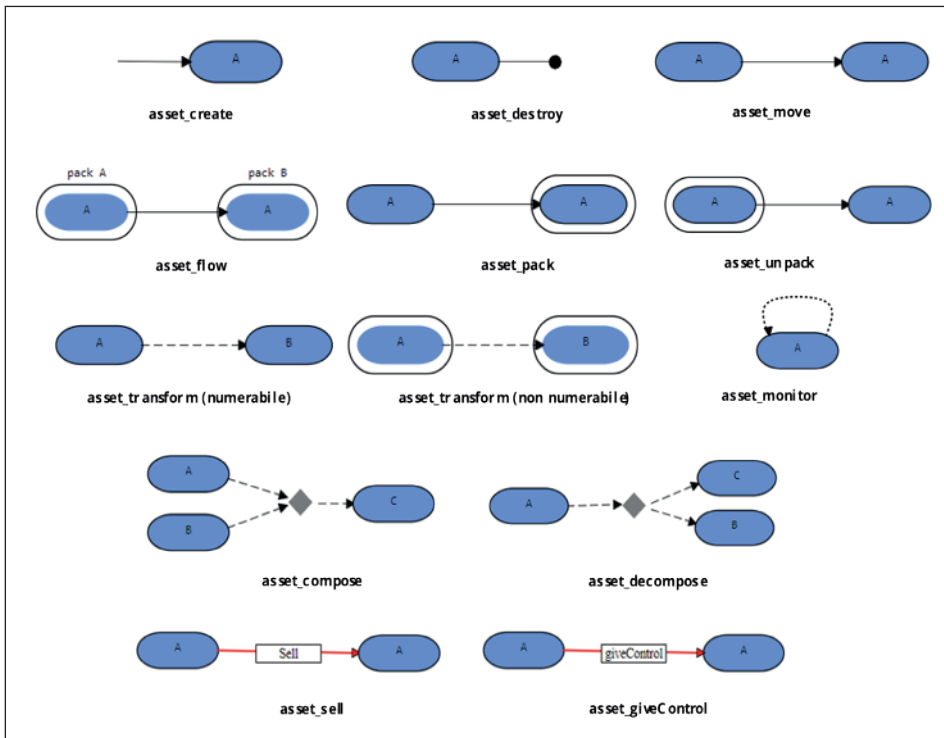 A
A
A
A
asset_create
asset_destroy
asset_move
pack A
pack B
A
A
A
A
A
A
asset_flow
asset_pack
asset_unpack
A
B
A
B
A
asset_transform (numerabile)
asset_transform (non numerabile)
asset_monitor
A
B
C
A
C
B
asset_compose
asset_decompose
A
Sell
A
A
giveControl
A
asset_sell
asset_giveControl